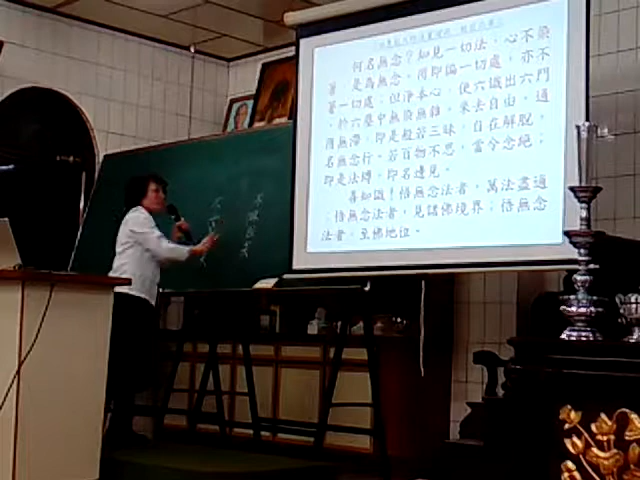 何名無念？知見一切法，心不染
著，是為無念。用即徧一切處，亦不
著一切處；但淨本心，使六識出六門
，於六塵中無染無雜，來去自由，通
用無滯，即是般若三昧，自在解脫，
名無念行。若百物不思，當令念絕，
即是法縛，即名邊見。
善知識！悟無念法者，萬法盡通
；悟無念法者，見諸佛境界；悟無念
法者，至佛地位。